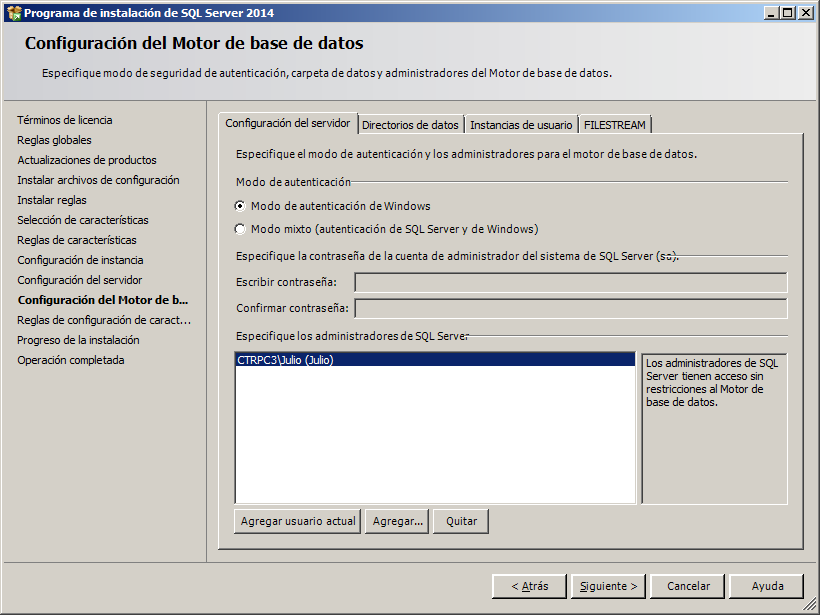 Programa de instalación de SQL Server 2014
Configuración del Motor de base de datos
Especifique modo de seguridad de autenticación, carpeta de datos y administradores del Motor de base de datos.
Términos de licencia
Reglas globales
Actualizaciones de productos
Instalar archivos de configuración
Instalar reglas
Selección de características
Reglas de características
Configuración de instancia
Configuración del servidor
Configuración del Motor de b...
Reglas de configuración de caract...
Progreso de la instalación
Operación completada
Configuración del servidor
Directorios de datos
Instancias de usuario
FILESTREAM
Especifique el modo de autenticación y los administradores para el motor de base de datos.
Modo de autenticación
Modo de autenticación de Windows
Modo mixto (autenticación de SQL Server y de Windows)
Especifique la contraseña de la cuenta de administrador del sistema de SQL Server (sa).
Escribir contraseña:
Confirmar contraseña:
Especifique los administradores de SQL Server
CTRPC3\Julio (Julio)
Los administradores de SQL
Server tienen acceso sin
restricciones al Motor de
base de datos.
Agregar usuario actual
Agregar...
Quitar
< Atrás
Siguiente >
Cancelar
Ayuda